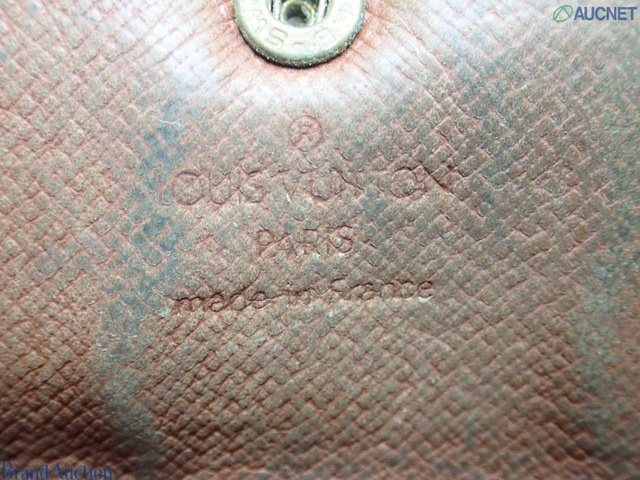 AUCNET
®
LOUIS VUITTON
PARIS
made in France
Brand Auction